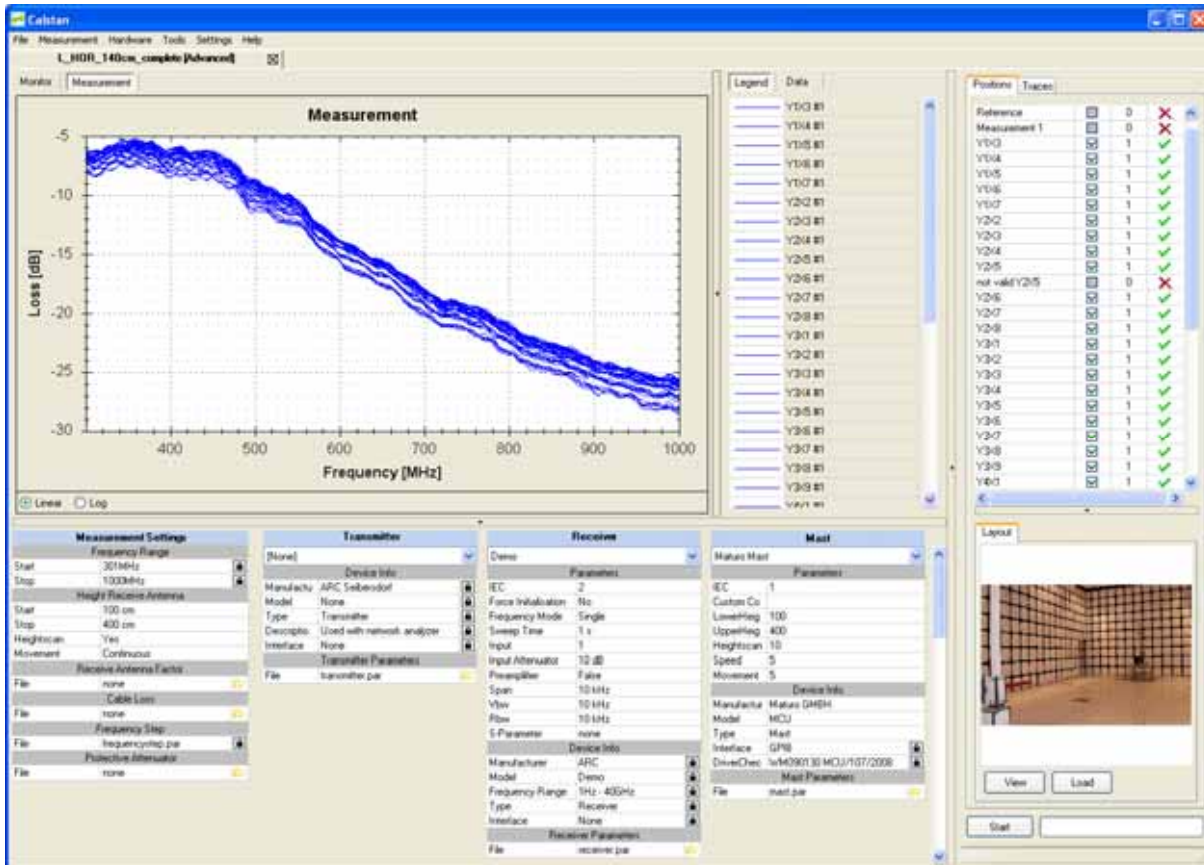 Calstan
File Measurement Hardware Tools Settings Help
L_HOR_140cm_complete [Advanced]
Monitor Measurement
Measurement
Loss [dB]
-5
-10
-15
-20
-25
-30
400 500 600 700 800 900 1000
Frequency [MHz]
Linear Log
Legend Data
Y1X3 #1
Y1X4 #1
Y1X5 #1
Y1X6 #1
Y1X7 #1
Y2X2 #1
Y2X3 #1
Y2X4 #1
Y2X5 #1
Y2X6 #1
Y2X7 #1
Y2X8 #1
Y3X1 #1
Y3X2 #1
Y3X3 #1
Y3X4 #1
Y3X5 #1
Y3X6 #1
Y3X7 #1
Y3X8 #1
Y3X9 #1
Y4X1 #1
Positions Traces
Reference 0
Measurement 1 0
Y1X3 1
Y1X4 1
Y1X5 1
Y1X6 1
Y1X7 1
Y2X2 1
Y2X3 1
Y2X4 1
Y2X5 1
not valid Y2X5 0
Y2X6 1
Y2X7 1
Y2X8 1
Y3X1 1
Y3X2 1
Y3X3 1
Y3X4 1
Y3X5 1
Y3X6 1
Y3X7 1
Y3X8 1
Y3X9 1
Y4X1 1
Measurement Settings
Frequency Range
Start 301MHz
Stop 1000MHz
Height Receive Antenna
Start 100 cm
Stop 400 cm
Heightscan Yes
Movement Continuous
Receive Antenna Factor
File none
Cable Loss
File none
Frequency Step
File frequencystep.par
Protective Attenuator
File none
Transmitter
[None]
Device Info
Manufactu ARC Seibersdorf
Model None
Type Transmitter
Descriptio Used with network analyzer
Interface None
Transmitter Parameters
File transmitter.par
Receiver
Demo
Parameters
IEC 2
Force Initialisation No
Frequency Mode Single
Sweep Time 1 s
Input 1
Input Attenuator 10 dB
Preamplifier False
Span 10 kHz
Vbw 10 kHz
Rbw 10 kHz
S-Parameter none
Device Info
Manufacturer ARC
Model Demo
Frequency Range 1Hz - 40GHz
Type Receiver
Interface None
Receiver Parameters
File receiver.par
Mast
Maturo Mast
Parameters
IEC 1
Custom Co
LowerHeig 100
UpperHeig 400
Heightscan 10
Speed 5
Movement 5
Device Info
Manufactur Maturo GMBH
Model MCU
Type Mast
Interface GPIB
DriverChec WM090130 MCU/107/2008
Mast Parameters
File mast.par
Layout
View Load
Start